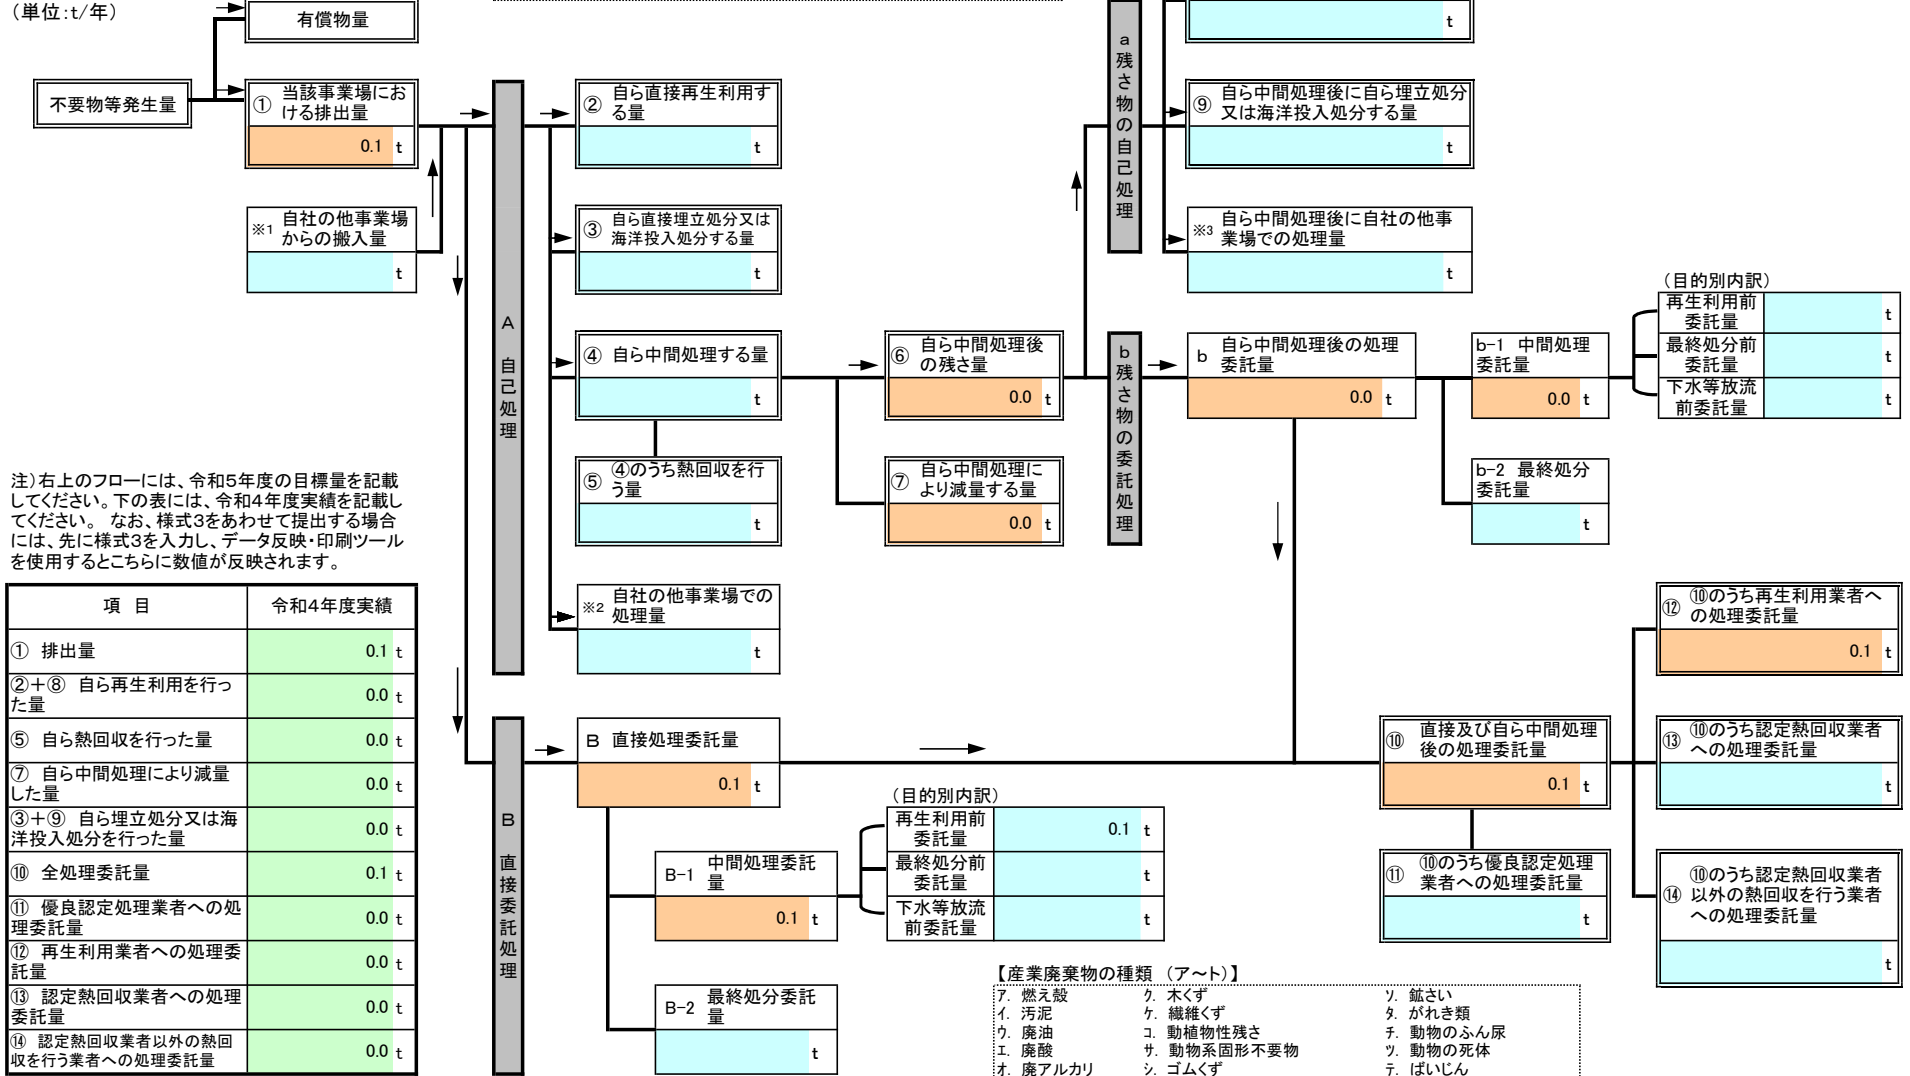 （単位：t/年）
有償物量
不要物等発生量
① 当該事業場にお
ける排出量
0.1 t
※1 自社の他事業場
からの搬入量
t
A 自己処理
② 自ら直接再生利用す
る量
t
③ 自ら直接埋立処分又は
海洋投入処分する量
t
④ 自ら中間処理する量
t
⑤ ④のうち熱回収を行
う量
t
※2 自社の他事業場での
処理量
t
⑥ 自ら中間処理後
の残さ量
0.0 t
⑦ 自ら中間処理に
より減量する量
0.0 t
a 残さ物の自己処理
t
⑨ 自ら中間処理後に自ら埋立処分
又は海洋投入処分する量
t
※3 自ら中間処理後に自社の他事
業場での処理量
t
b 残さ物の委託処理
b 自ら中間処理後の処理
委託量
0.0 t
b-1 中間処理
委託量
0.0 t
b-2 最終処分
委託量
t
（目的別内訳）
再生利用前
委託量
t
最終処分前
委託量
t
下水等放流
前委託量
t
注）右上のフローには、令和5年度の目標量を記載
してください。下の表には、令和4年度実績を記載し
てください。 なお、様式3をあわせて提出する場合
には、先に様式3を入力し、データ反映・印刷ツール
を使用するとこちらに数値が反映されます。
項 目 令和4年度実績
① 排出量 0.1 t
②＋⑧ 自ら再生利用を行っ
た量 0.0 t
⑤ 自ら熱回収を行った量 0.0 t
⑦ 自ら中間処理により減量
した量 0.0 t
③＋⑨ 自ら埋立処分又は海
洋投入処分を行った量 0.0 t
⑩ 全処理委託量 0.1 t
⑪ 優良認定処理業者への処
理委託量 0.0 t
⑫ 再生利用業者への処理委
託量 0.0 t
⑬ 認定熱回収業者への処理
委託量 0.0 t
⑭ 認定熱回収業者以外の熱回
収を行う業者への処理委託量 0.0 t
B 直接委託処理
B 直接処理委託量
0.1 t
B-1 中間処理委託
量
0.1 t
B-2 最終処分委託
量
t
（目的別内訳）
再生利用前
委託量
0.1 t
最終処分前
委託量
t
下水等放流
前委託量
t
⑩ 直接及び自ら中間処理
後の処理委託量
0.1 t
⑪ ⑩のうち優良認定処理
業者への処理委託量
t
⑫ ⑩のうち再生利用業者へ
の処理委託量
0.1 t
⑬ ⑩のうち認定熱回収業者
への処理委託量
t
⑭ ⑩のうち認定熱回収業者
以外の熱回収を行う業者
への処理委託量
t
【産業廃棄物の種類 （ア～ト）】
ア. 燃え殻 ク. 木くず ソ. 鉱さい
イ. 汚泥 ケ. 繊維くず タ. がれき類
ウ. 廃油 コ. 動植物性残さ チ. 動物のふん尿
エ. 廃酸 サ. 動物系固形不要物 ツ. 動物の死体
オ. 廃アルカリ シ. ゴムくず テ. ばいじん